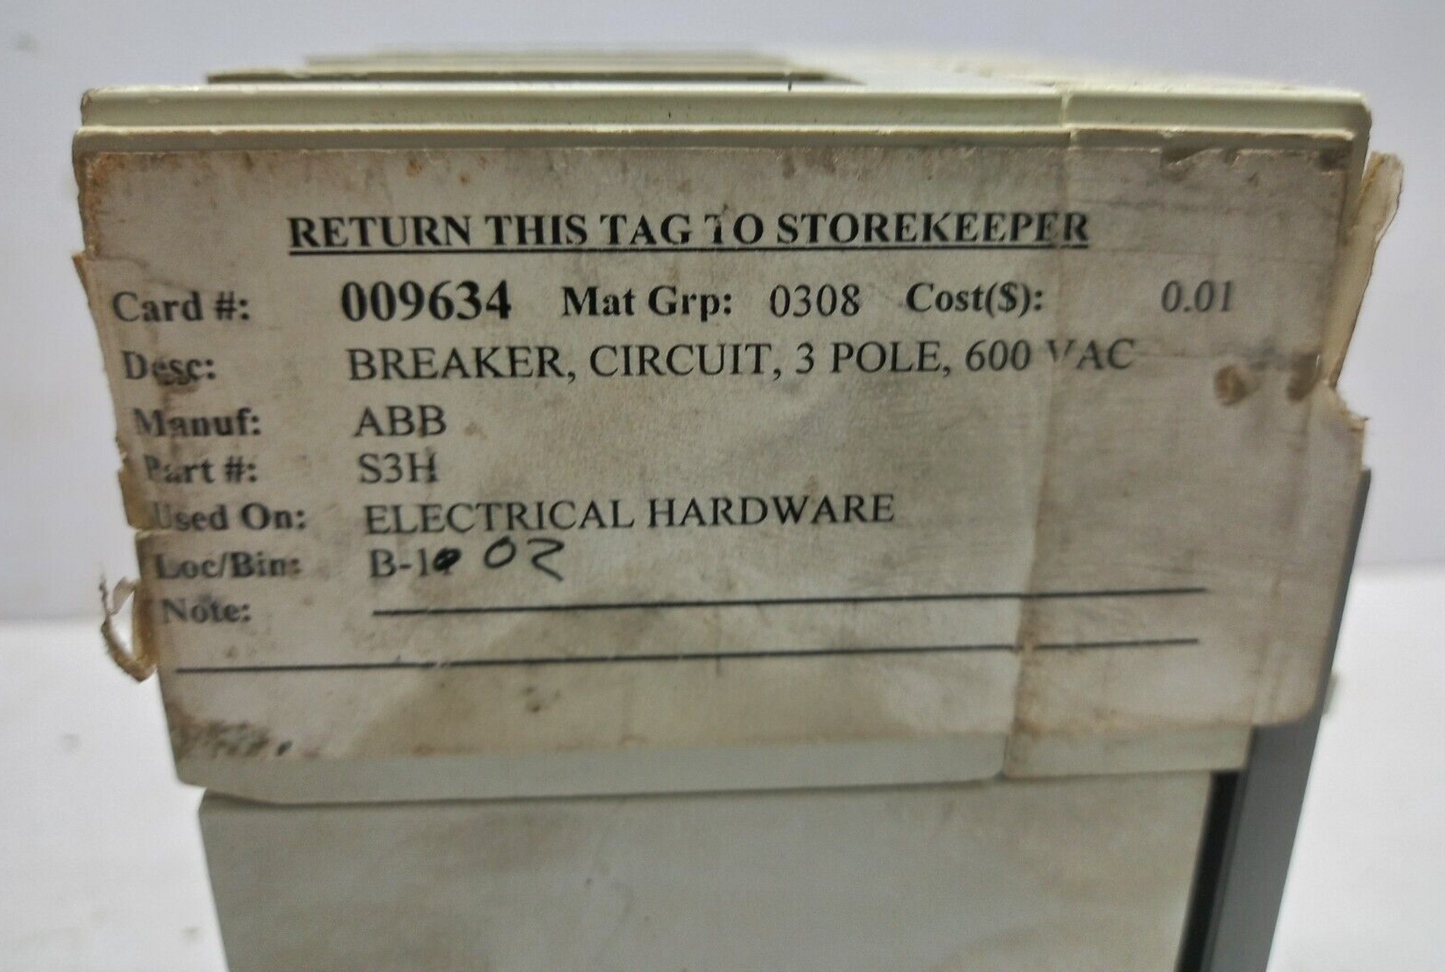 RETURN THIS TAG TO STOREKEEPER
Card #: 009634 Mat Grp: 0308 Cost($): 0.01
Desc: BREAKER, CIRCUIT, 3 POLE, 600 VAC
Manuf: ABB
Part #: S3H
Used On: ELECTRICAL HARDWARE
Loc/Bin: 02
Note: